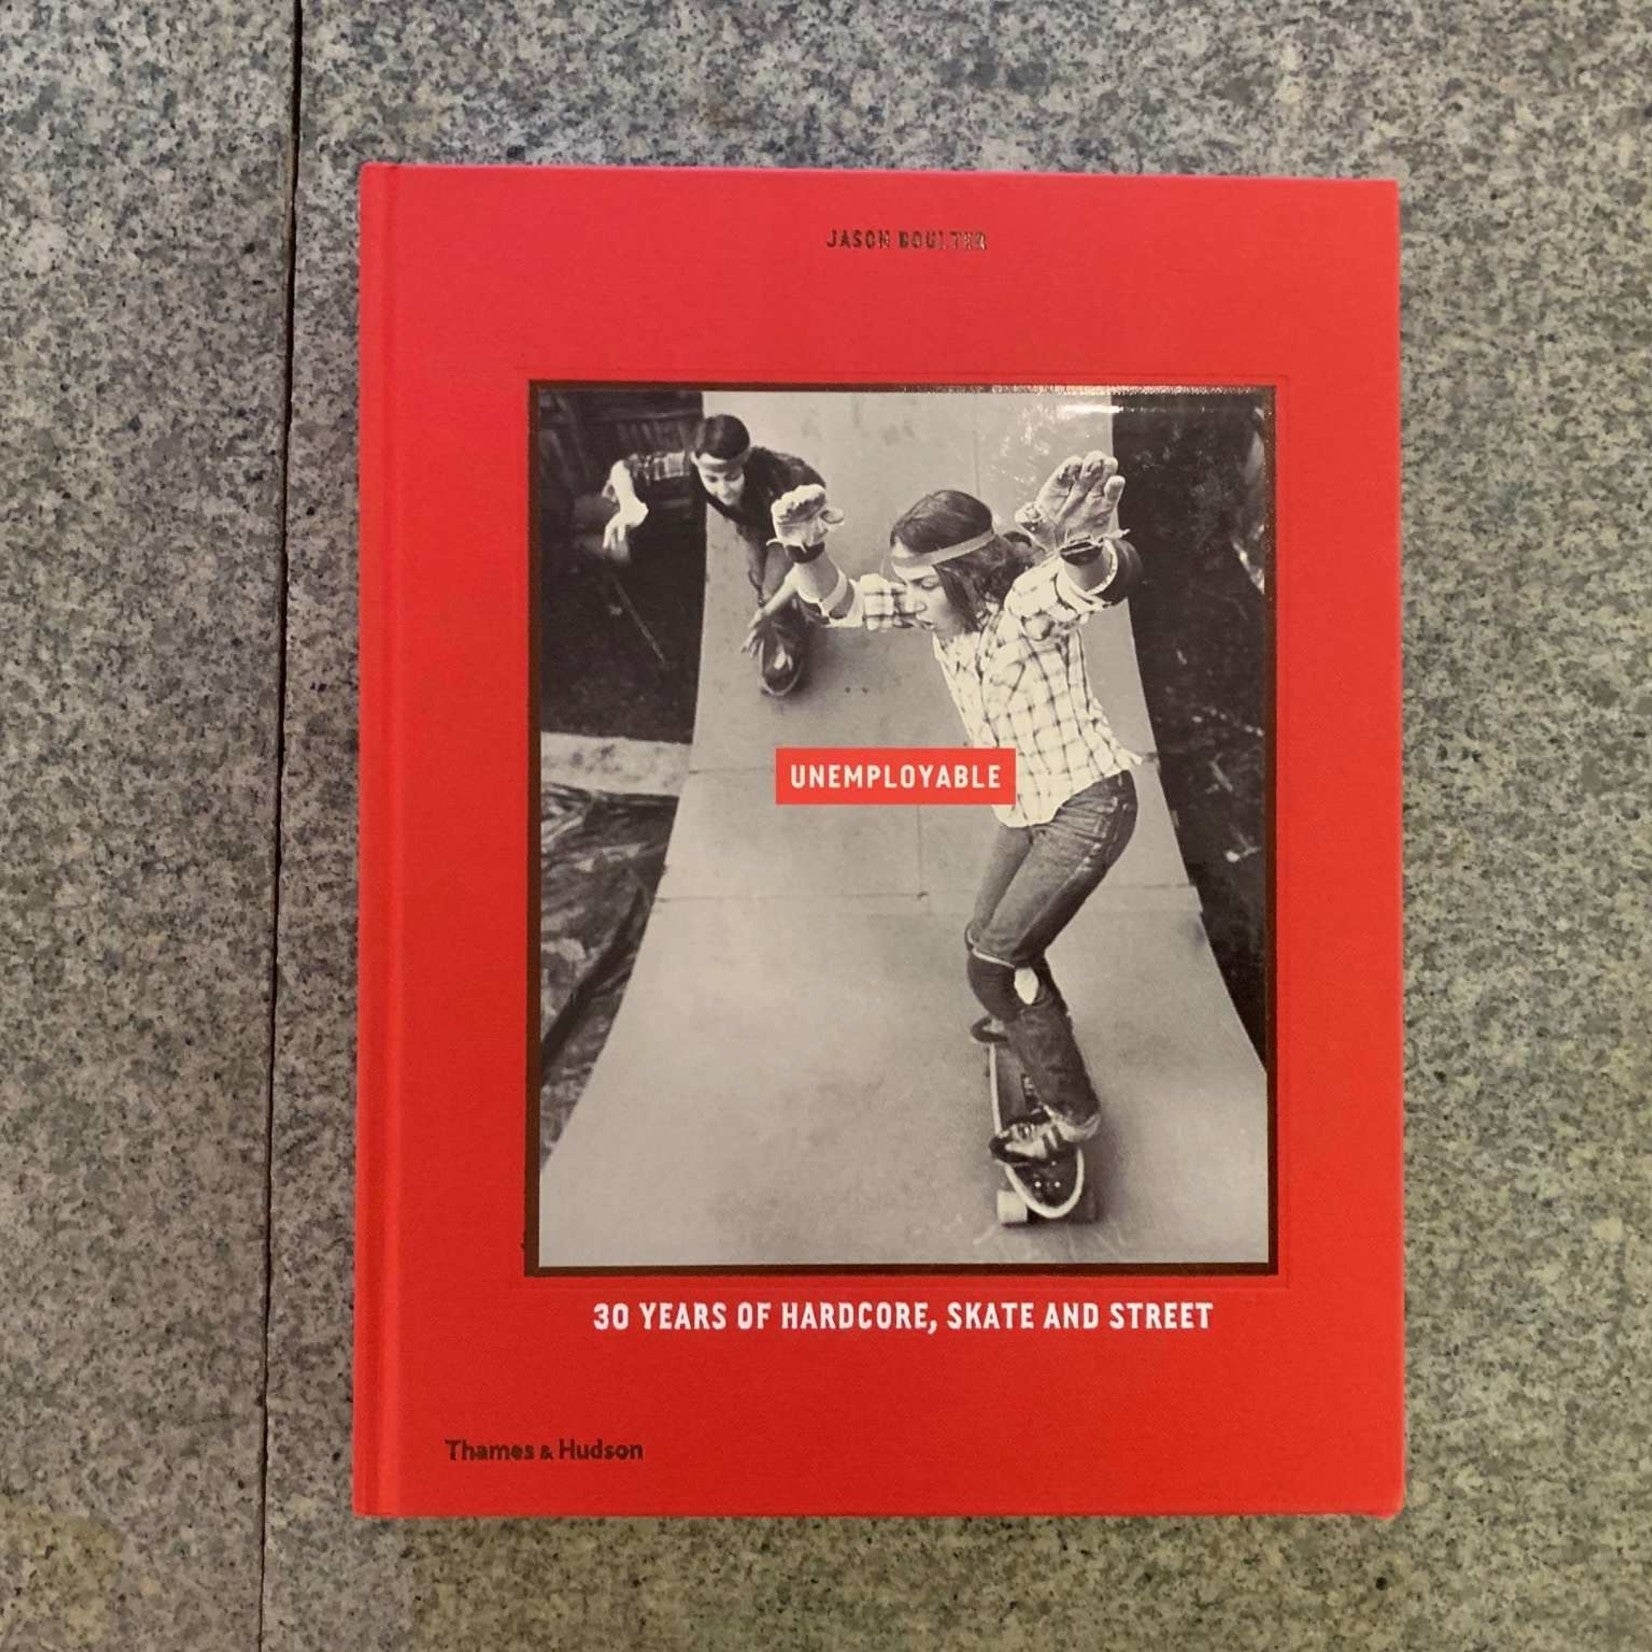 JASON BOULTER
UNEMPLOYABLE
30 YEARS OF HARDCORE, SKATE AND STREET
Thames & Hudson